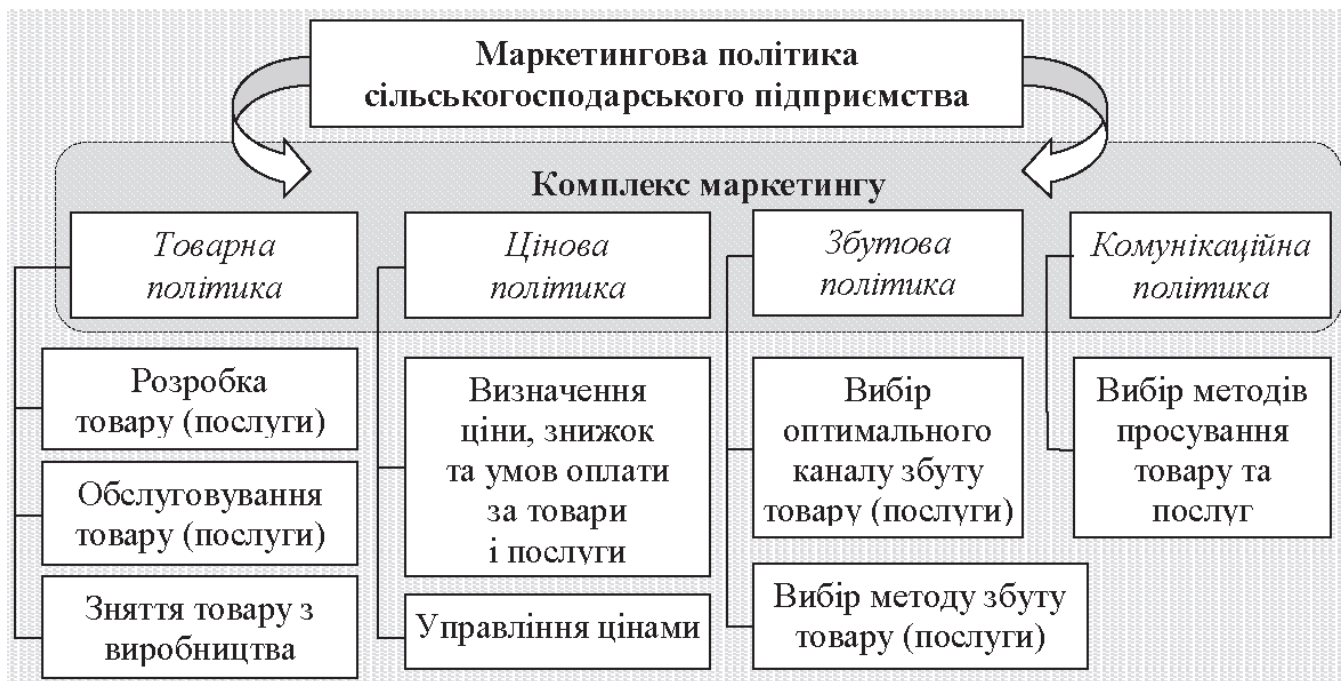 Маркетингова політика
сільськогосподарського підприємства
Комплекс маркетингу
Товарна
політика
Цінова
політика
Збутова
політика
Комунікаційна
політика
Розробка
товару (послуги)
Обслуговування
товару (послуги)
Зняття товару з
виробництва
Визначення
ціни, знижок
та умов оплати
за товари
і послуги
Управління цінами
Вибір
оптимального
каналу збуту
товару (послуги)
Вибір методу збуту
товару (послуги)
Вибір методів
просування
товару та
послуг